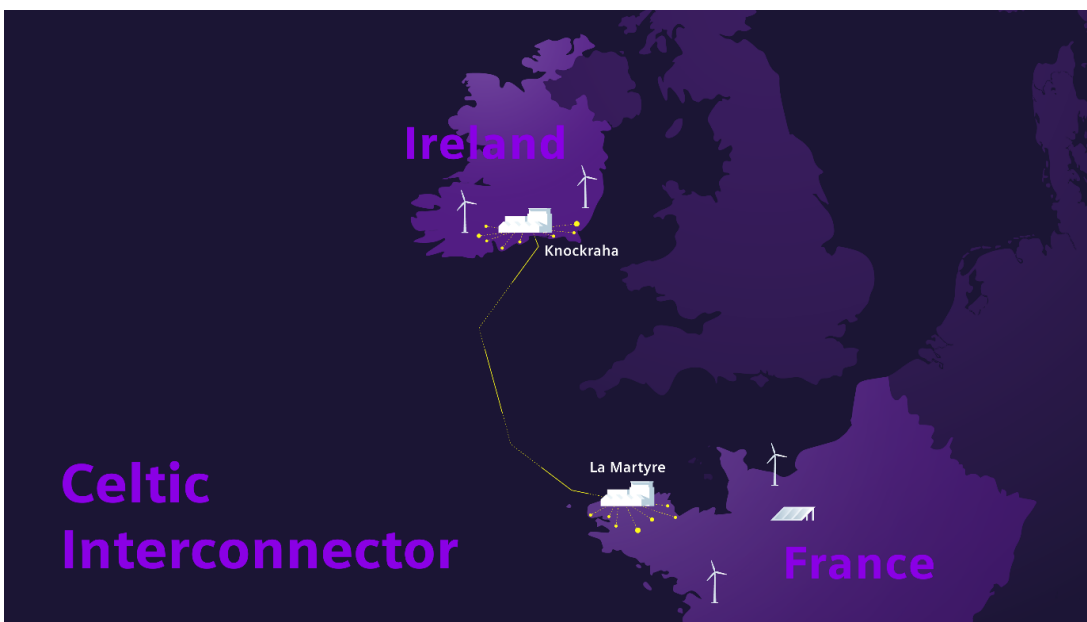 Ireland
Knockraha
La Martyre
Celtic
Interconnector
France